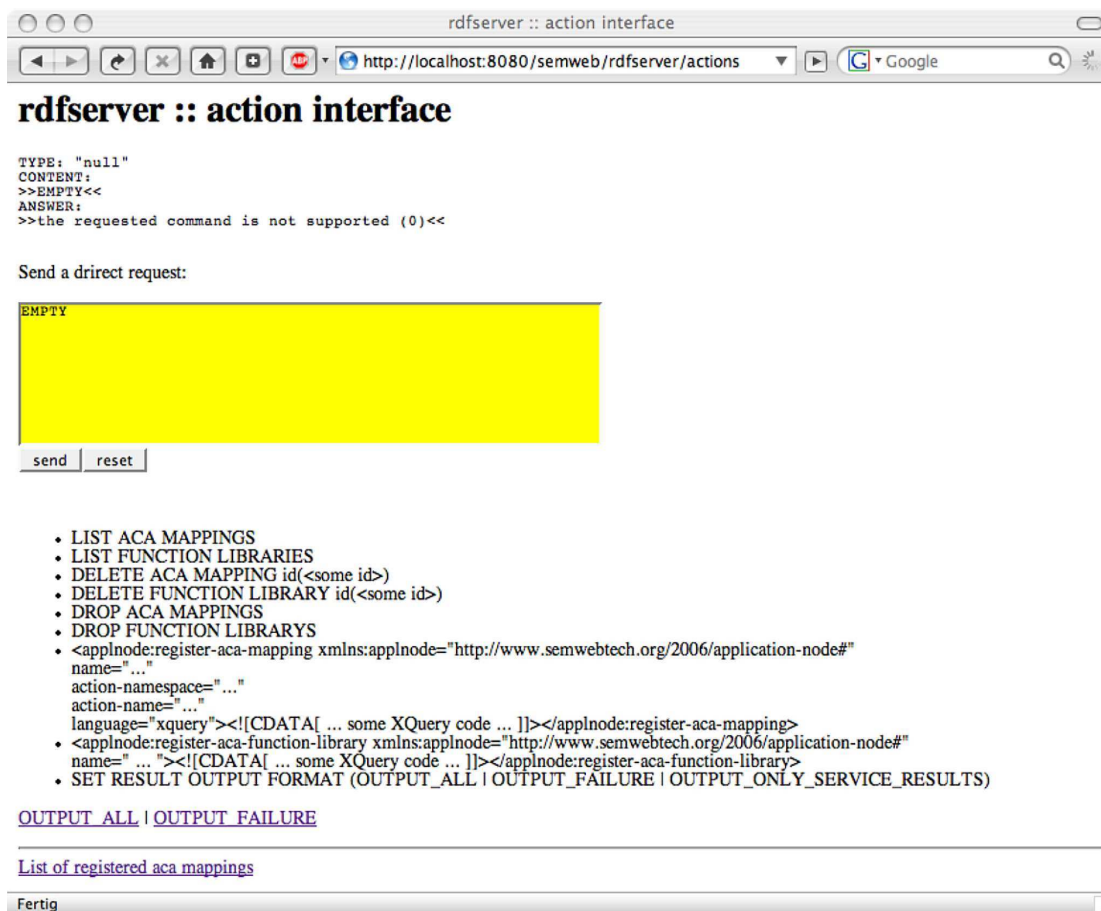 rdfserver :: action interface
ABP http://localhost:8080/semweb/rdfserver/actions G Google
rdfserver :: action interface
TYPE: "null"
CONTENT:
>>EMPTY<<
ANSWER:
>>the requested command is not supported (0)<<
Send a drirect request:
EMPTY
send reset
• LIST ACA MAPPINGS
• LIST FUNCTION LIBRARIES
• DELETE ACA MAPPING id(<some id>)
• DELETE FUNCTION LIBRARY id(<some id>)
• DROP ACA MAPPINGS
• DROP FUNCTION LIBRARYS
• <applnode:register-aca-mapping xmlns:applnode="http://www.semwebtech.org/2006/application-node#"
name="..."
action-namespace="..."
action-name="..."
language="xquery"><![CDATA[ ... some XQuery code ... ]]></applnode:register-aca-mapping>
• <applnode:register-aca-function-library xmlns:applnode="http://www.semwebtech.org/2006/application-node#"
name=" ... "><![CDATA[ ... some XQuery code ... ]]></applnode:register-aca-function-library>
• SET RESULT OUTPUT FORMAT (OUTPUT_ALL | OUTPUT_FAILURE | OUTPUT_ONLY_SERVICE_RESULTS)
OUTPUT_ALL | OUTPUT_FAILURE
List of registered aca mappings
Fertig